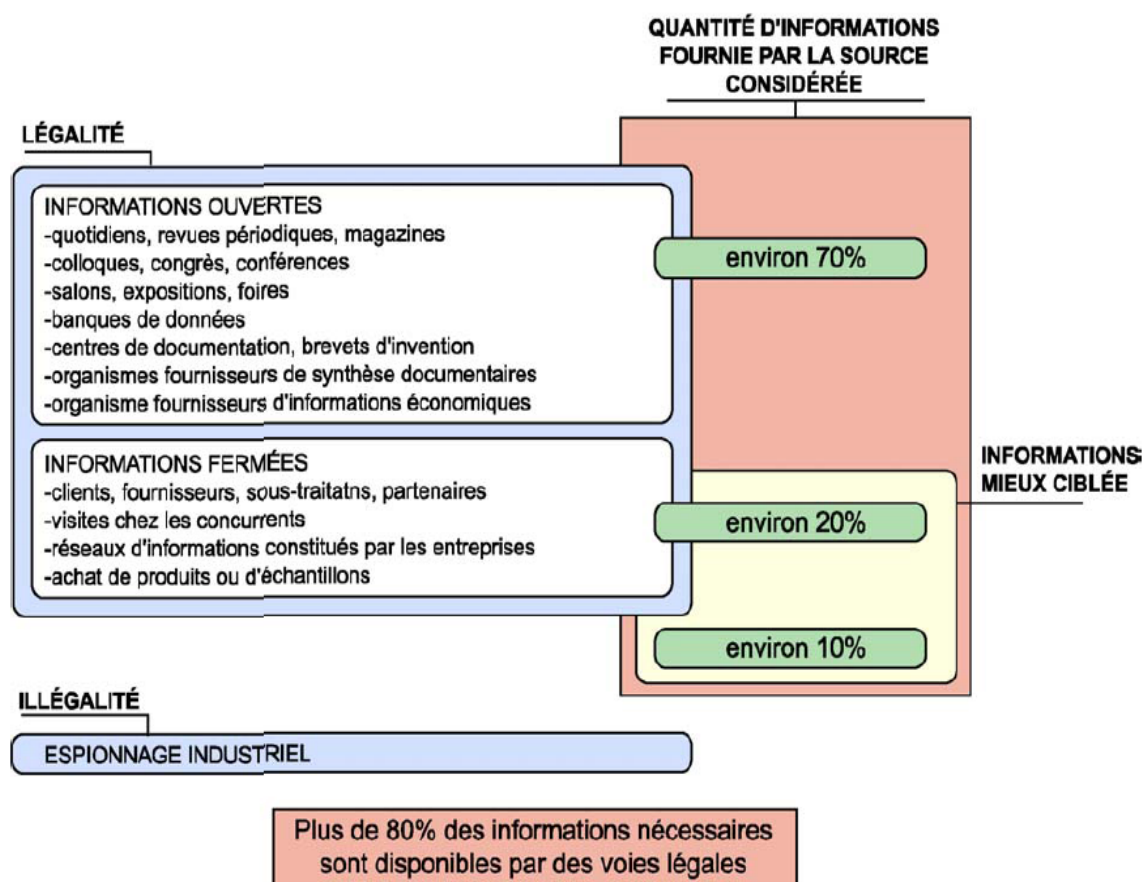 QUANTITÉ D'INFORMATIONS
FOURNIE PAR LA SOURCE
CONSIDÉRÉE
LÉGALITÉ
INFORMATIONS OUVERTES
-quotidiens, revues périodiques, magazines
-colloques, congrès, conférences
-salons, expositions, foires
-banques de données
-centres de documentation, brevets d'invention
-organismes fournisseurs de synthèse documentaires
-organisme fournisseurs d'informations économiques
environ 70%
INFORMATIONS FERMÉES
-clients, fournisseurs, sous-traitatns, partenaires
-visites chez les concurrents
-réseaux d'informations constitués par les entreprises
-achat de produits ou d'échantillons
environ 20%
INFORMATIONS
MIEUX CIBLÉE
environ 10%
ILLÉGALITÉ
ESPIONNAGE INDUSTRIEL
Plus de 80% des informations nécessaires
sont disponibles par des voies légales